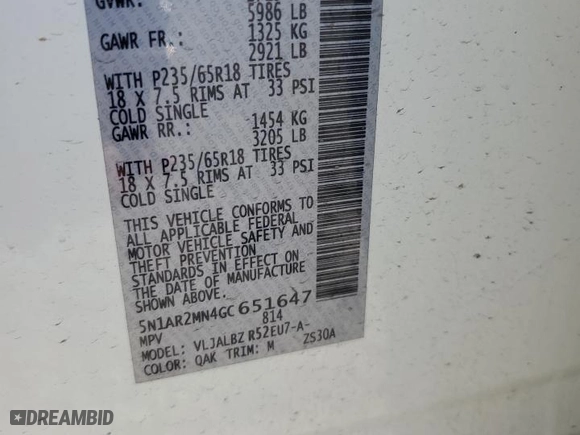 GVWR:
5986 LB
GAWR FR.: 1325 KG
2921 LB
WITH P235/65R18 TIRES
18 X 7.5 RIMS AT 33 PSI
COLD SINGLE
GAWR RR.: 1454 KG
3205 LB
WITH P235/65R18 TIRES
18 X 7.5 RIMS AT 33 PSI
COLD SINGLE
THIS VEHICLE CONFORMS TO
ALL APPLICABLE FEDERAL
MOTOR VEHICLE SAFETY AND
THEFT PREVENTION
STANDARDS IN EFFECT ON
THE DATE OF MANUFACTURE
SHOWN ABOVE.
5N1AR2MN4GC651647
MPV 814
MODEL: VLJALBZ R52EU7-A-
COLOR: QAK TRIM: M ZS30A
DREAMBID